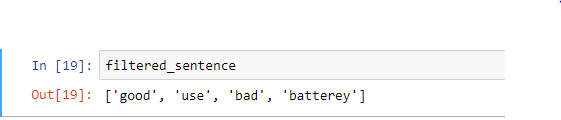 In [19]: filtered_sentence
Out[19]: ['good', 'use', 'bad', 'batterey']